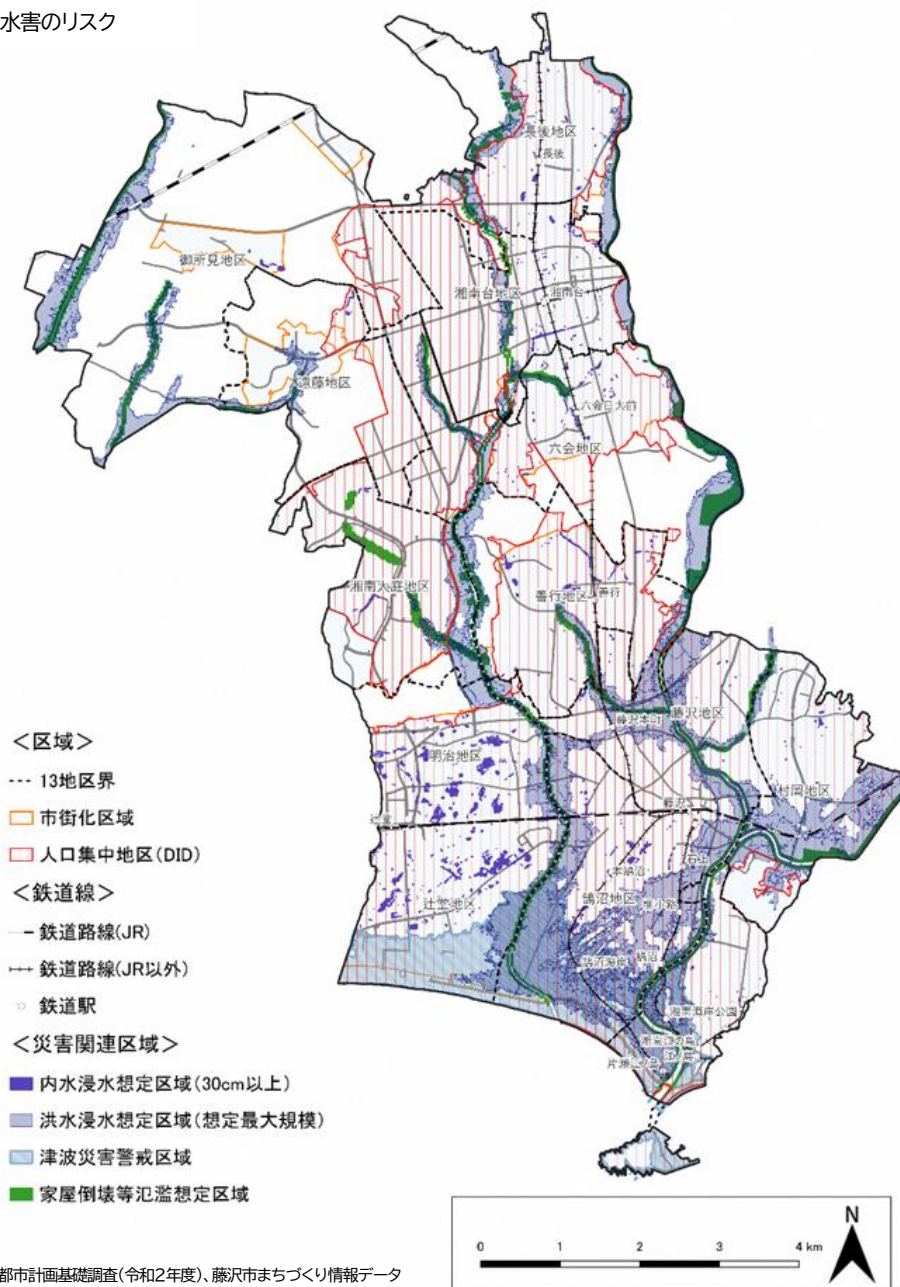 水害のリスク
長後地区
長後
御所見地区
湘南台地区
湘南台
遠藤地区
六会日大前
六会地区
湘南大庭地区
善行地区
善行
藤沢本町
藤沢地区
明治地区
村岡地区
辻堂
藤沢
石上
本鵠沼
辻堂地区
鵠沼地区
柳小路
鵠沼海岸
鵠沼
湘南海岸公園
湘南江の島
片瀬江ノ島
江ノ島
<区域>
13地区界
市街化区域
人口集中地区(DID)
<鉄道線>
鉄道路線(JR)
鉄道路線(JR以外)
鉄道駅
<災害関連区域>
内水浸水想定区域(30cm以上)
洪水浸水想定区域(想定最大規模)
津波災害警戒区域
家屋倒壊等氾濫想定区域
N
0 1 2 4 km
都市計画基礎調査(令和2年度)、藤沢市まちづくり情報データ